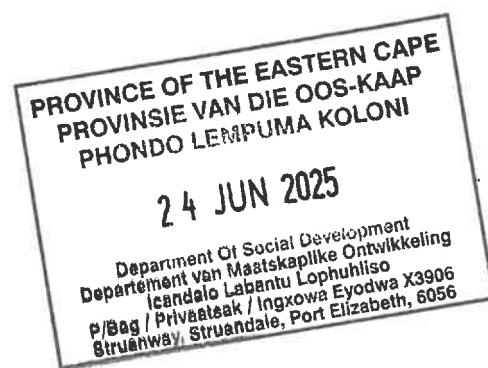 PROVINCE OF THE EASTERN CAPE
PROVINSIE VAN DIE OOS-KAAP
PHONDO LEMPUMA KOLONI
24 JUN 2025
Department Of Social Development
Departement van Maatskaplike Ontwikkeling
Icandelo Labantu Lophuhliso
P/Bag / Privaatsak / Ingxowa Eyodwa X3906
Struanway, Struandale, Port Elizabeth, 6056